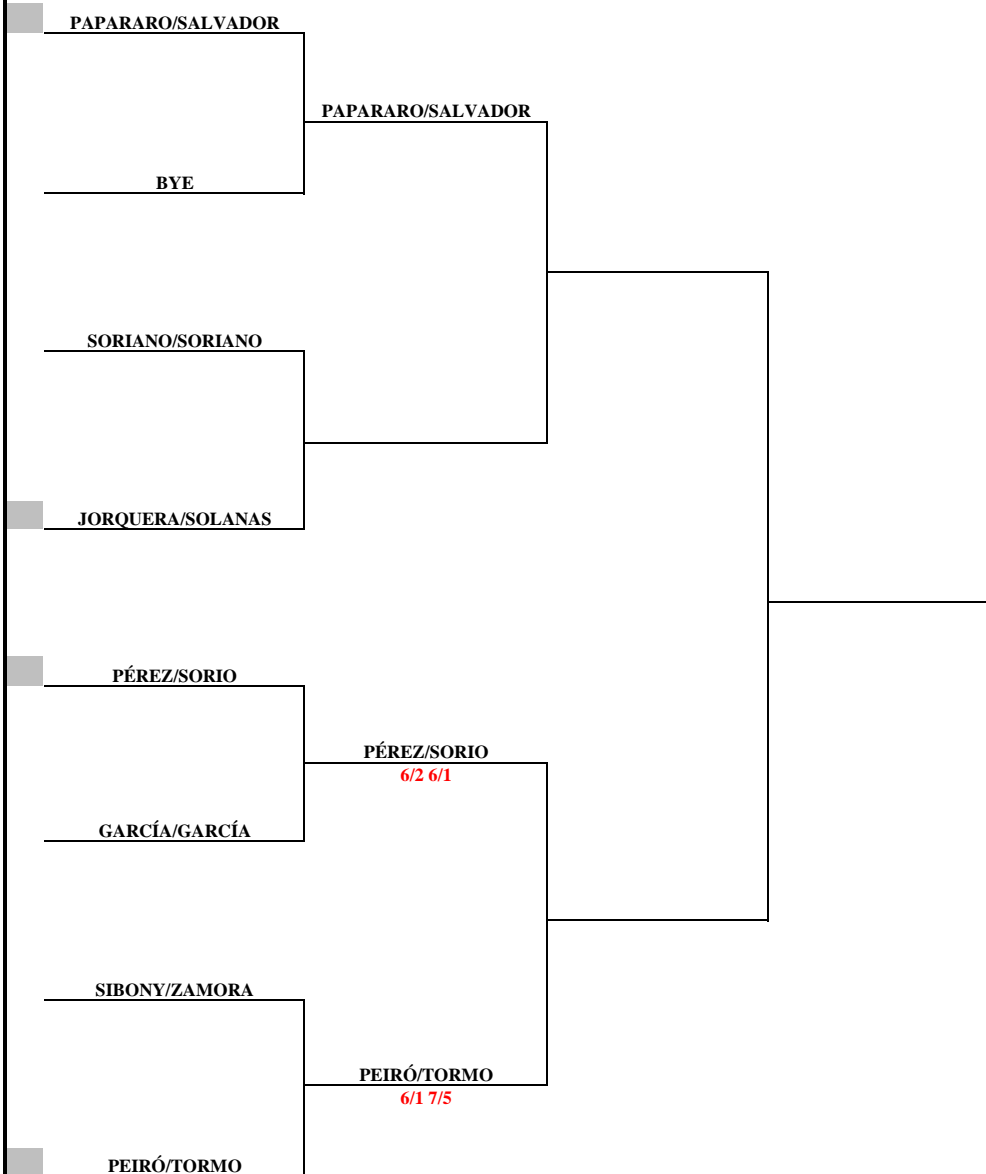 PAPARARO/SALVADOR
PAPARARO/SALVADOR
BYE
SORIANO/SORIANO
JORQUERA/SOLANAS
PÉREZ/SORIO
PÉREZ/SORIO
6/2 6/1
GARCÍA/GARCÍA
SIBONY/ZAMORA
PEIRÓ/TORMO
6/1 7/5
PEIRÓ/TORMO